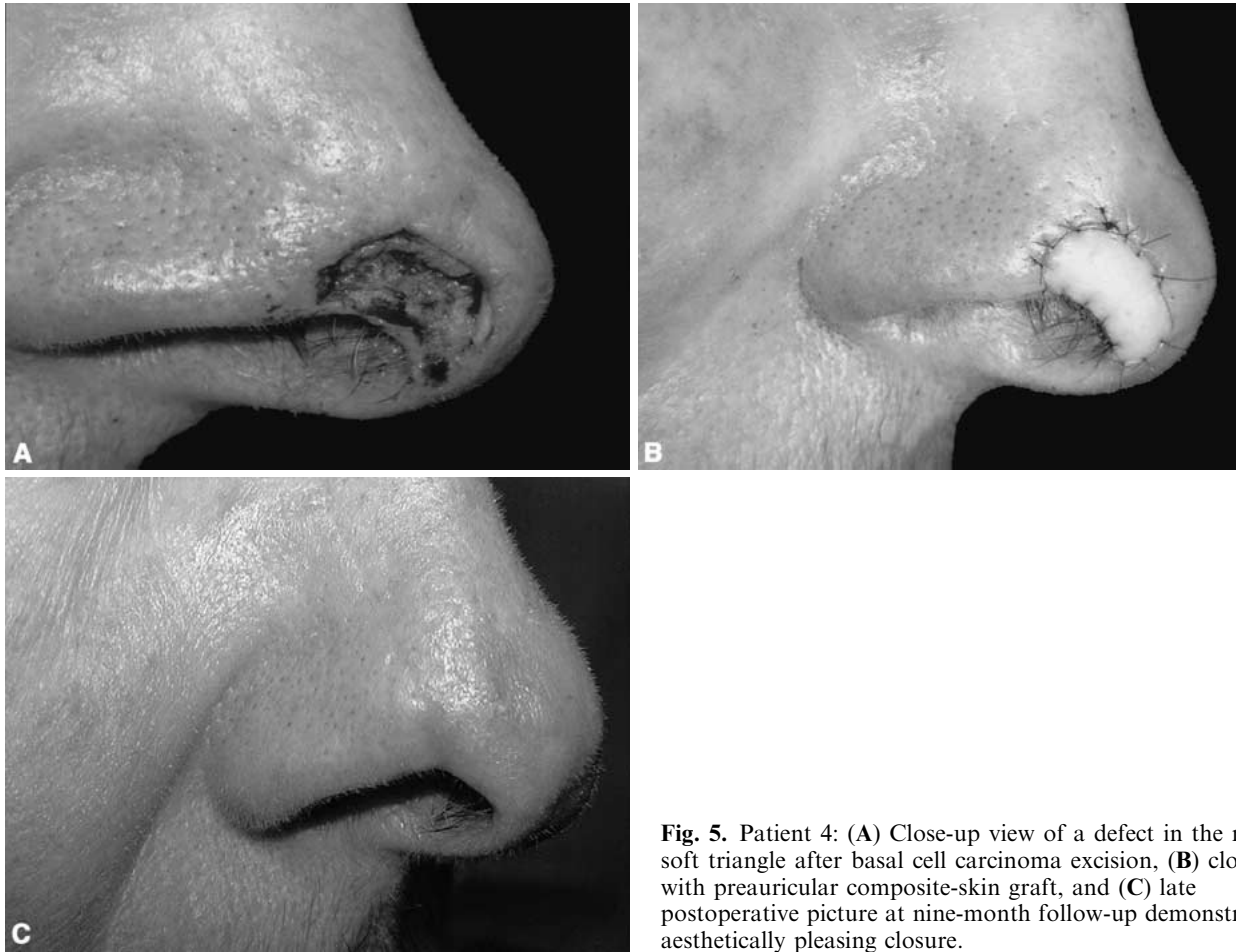 A
B
C
Fig. 5. Patient 4: (A) Close-up view of a defect in the
soft triangle after basal cell carcinoma excision, (B)
with preauricular composite-skin graft, and (C) late
postoperative picture at nine-month follow-up
aesthetically pleasing closure.